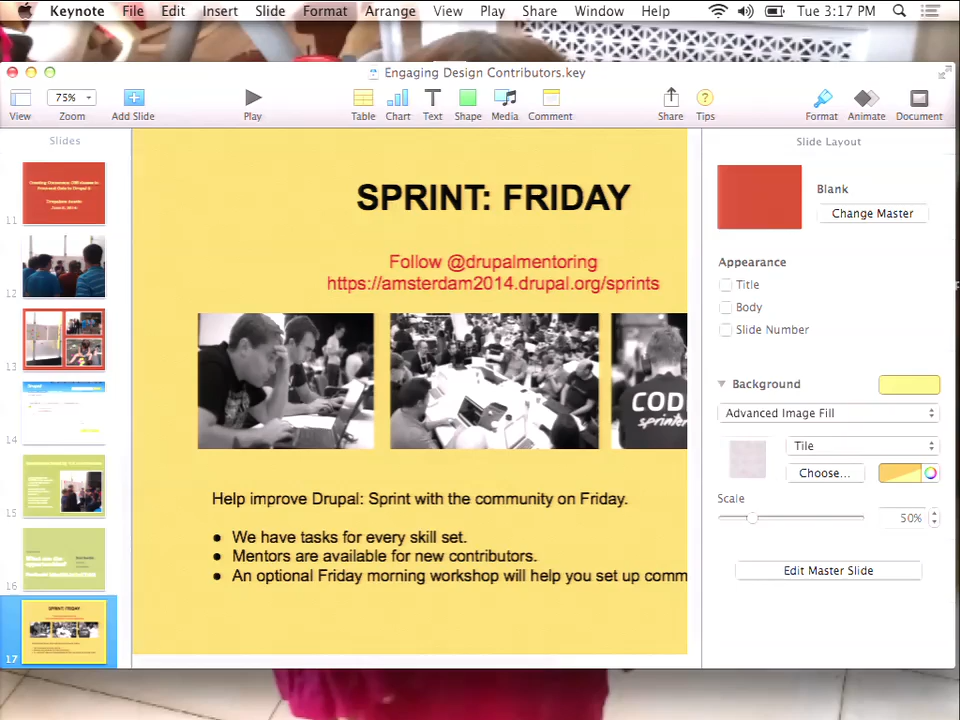 Keynote File Edit Insert Slide Format Arrange View Play Share Window Help Tue 3:17 PM
Engaging Design Contributors.key
75%
View Zoom Add Slide Play Table Chart Text Shape Media Comment Share Tips Format Animate Document
Slides
Slide Layout
11
12
13
14
15
16
17
SPRINT: FRIDAY
Follow @drupalmentoring
https://amsterdam2014.drupal.org/sprints
CODE
sprinter
Help improve Drupal: Sprint with the community on Friday.
● We have tasks for every skill set.
● Mentors are available for new contributors.
● An optional Friday morning workshop will help you set up comm
Blank
Change Master
Appearance
Title
Body
Slide Number
Background
Advanced Image Fill
Tile
Choose...
Scale
50%
Edit Master Slide